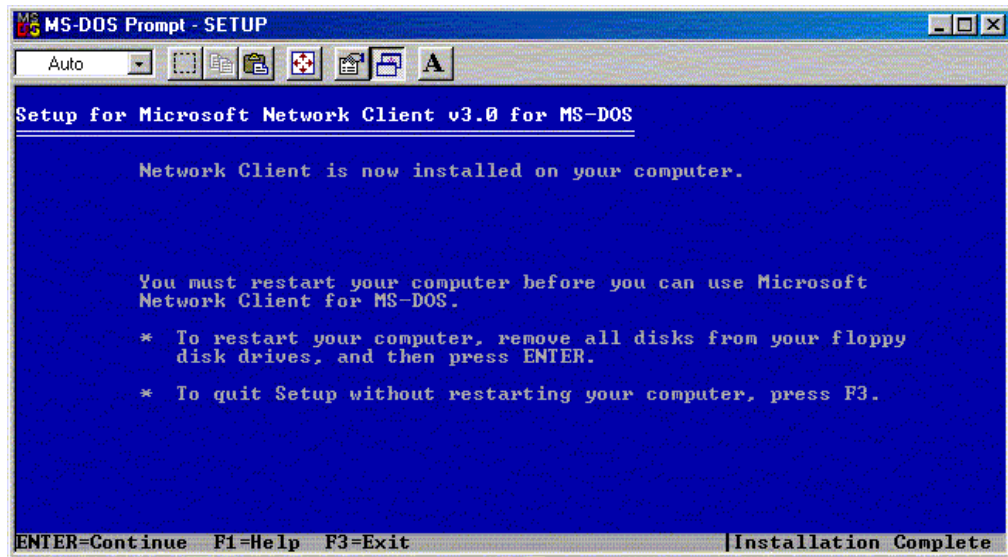 MS-DOS Prompt - SETUP
Auto
A
Setup for Microsoft Network Client v3.0 for MS-DOS
Network Client is now installed on your computer.
You must restart your computer before you can use Microsoft
Network Client for MS-DOS.
* To restart your computer, remove all disks from your floppy
disk drives, and then press ENTER.
* To quit Setup without restarting your computer, press F3.
ENTER=Continue F1=Help F3=Exit |Installation Complete